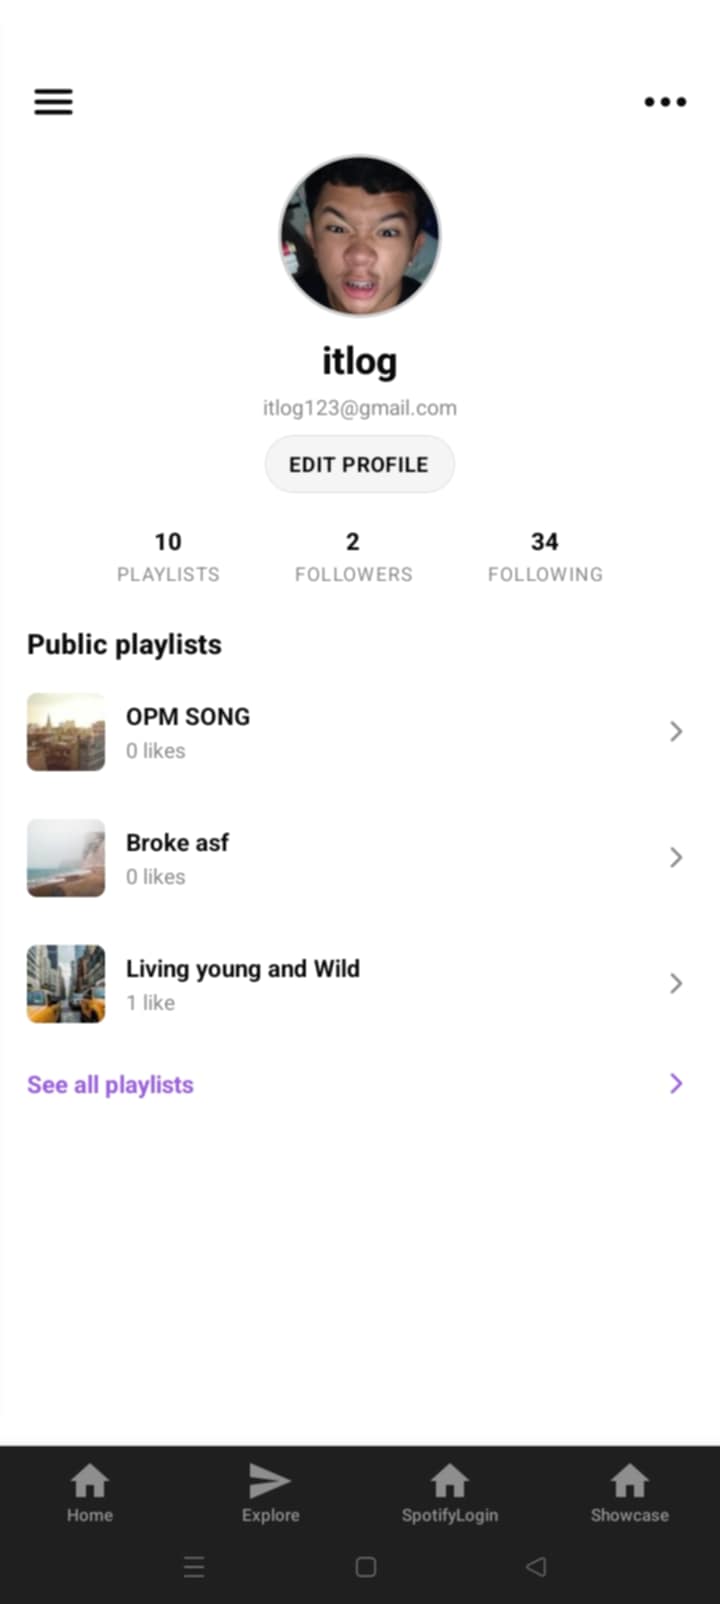 itlog
itlog123@gmail.com
EDIT PROFILE
10 2 34
PLAYLISTS FOLLOWERS FOLLOWING
Public playlists
OPM SONG
0 likes
Broke asf
0 likes
Living young and Wild
1 like
See all playlists
Home Explore SpotifyLogin Showcase